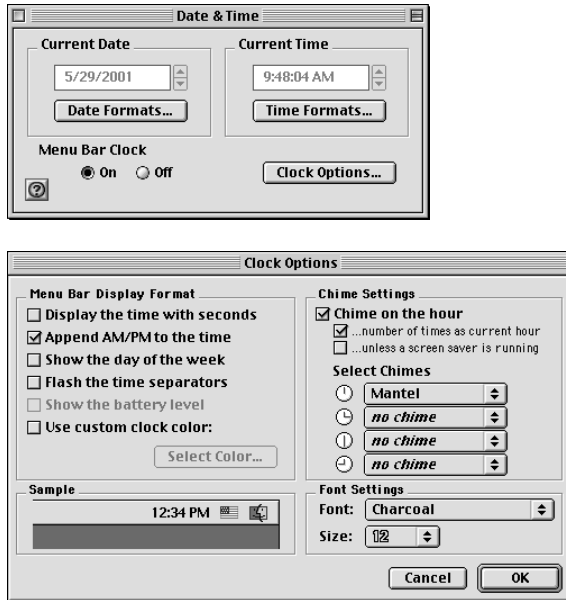 Date & Time
Current Date
5/29/2001
Date Formats...
Current Time
9:48:04 AM
Time Formats...
Menu Bar Clock
On Off
Clock Options...
?
Clock Options
Menu Bar Display Format
Display the time with seconds
Append AM/PM to the time
Show the day of the week
Flash the time separators
Show the battery level
Use custom clock color:
Select Color...
Chime Settings
Chime on the hour
...number of times as current hour
...unless a screen saver is running
Select Chimes
Mantel
no chime
no chime
no chime
Sample
12:34 PM
Font Settings
Font: Charcoal
Size: 12
Cancel OK